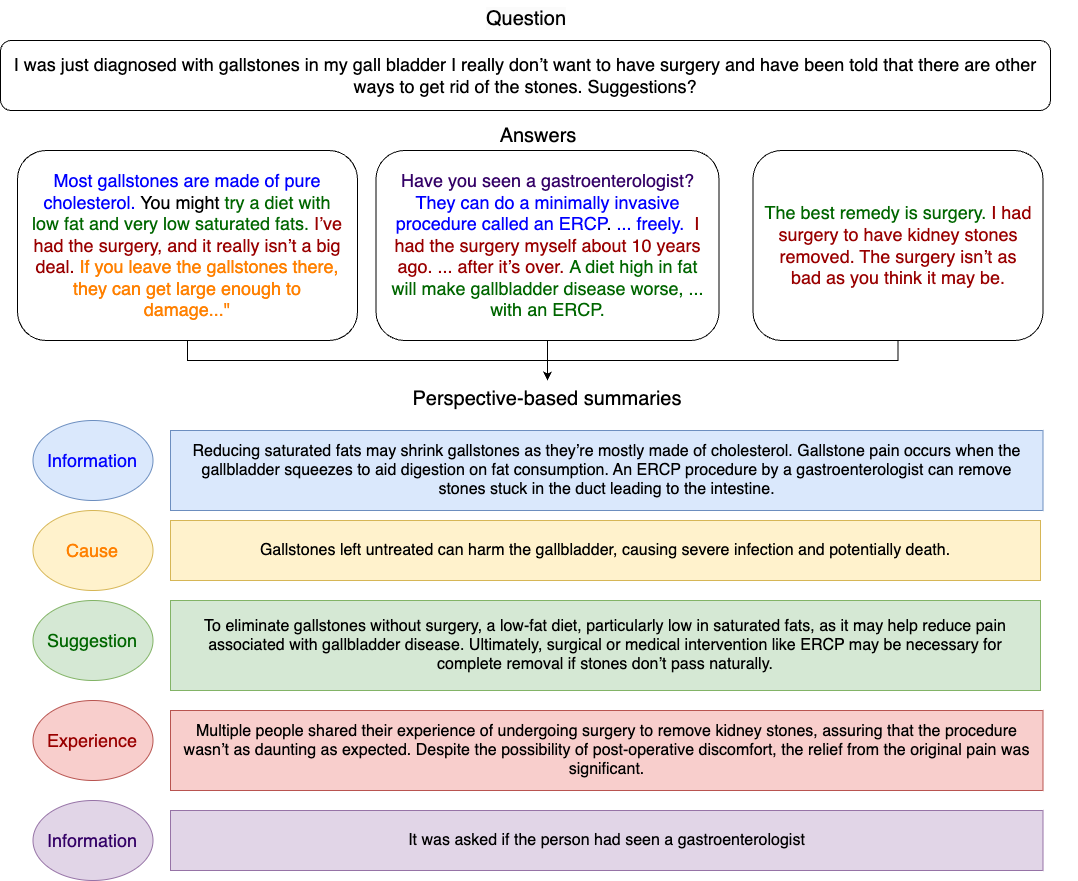 Question
I was just diagnosed with gallstones in my gall bladder I really don't want to have surgery and have been told that there are other
ways to get rid of the stones. Suggestions?
Answers
Most gallstones are made of pure
cholesterol. You might try a diet with
low fat and very low saturated fats. I've
had the surgery, and it really isn't a big
deal. If you leave the gallstones there,
they can get large enough to
damage..."
Have you seen a gastroenterologist?
They can do a minimally invasive
procedure called an ERCP. ... freely. I
had the surgery myself about 10 years
ago. ... after it's over. A diet high in fat
will make gallbladder disease worse, ...
with an ERCP.
The best remedy is surgery. I had
surgery to have kidney stones
removed. The surgery isn't as
bad as you think it may be.
Perspective-based summaries
Information
Reducing saturated fats may shrink gallstones as they're mostly made of cholesterol. Gallstone pain occurs when the
gallbladder squeezes to aid digestion on fat consumption. An ERCP procedure by a gastroenterologist can remove
stones stuck in the duct leading to the intestine.
Cause
Gallstones left untreated can harm the gallbladder, causing severe infection and potentially death.
Suggestion
To eliminate gallstones without surgery, a low-fat diet, particularly low in saturated fats, as it may help reduce pain
associated with gallbladder disease. Ultimately, surgical or medical intervention like ERCP may be necessary for
complete removal if stones don't pass naturally.
Experience
Multiple people shared their experience of undergoing surgery to remove kidney stones, assuring that the procedure
wasn't as daunting as expected. Despite the possibility of post-operative discomfort, the relief from the original pain was
significant.
Information
It was asked if the person had seen a gastroenterologist